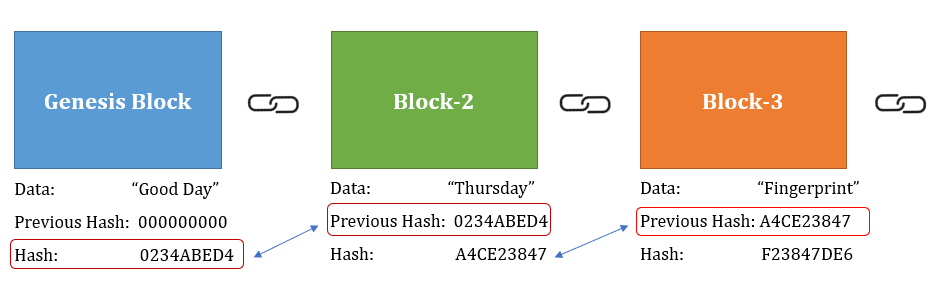 Genesis Block
Block-2
Block-3
Data: “Good Day”
Previous Hash: 000000000
Hash: 0234ABED4
Data: “Thursday”
Previous Hash: 0234ABED4
Hash: A4CE23847
Data: “Fingerprint”
Previous Hash: A4CE23847
Hash: F23847DE6